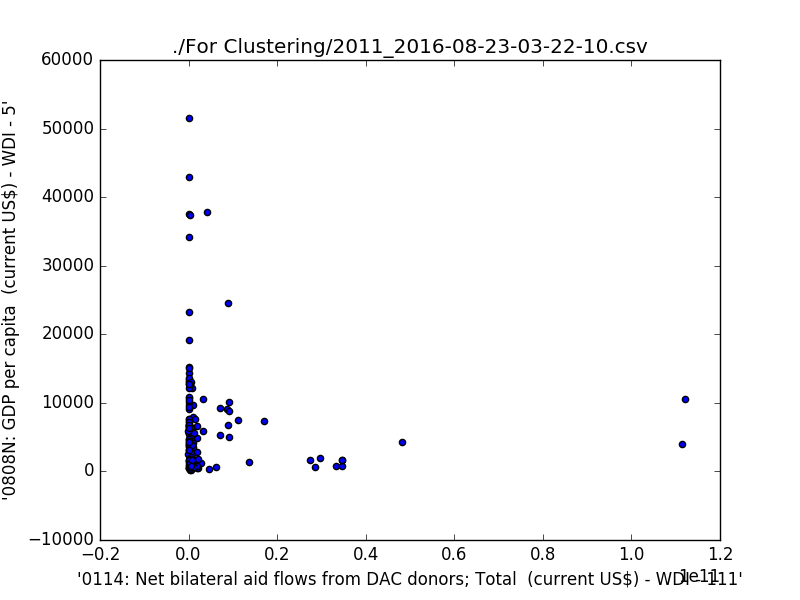 ./For Clustering/2011_2016-08-23-03-22-10.csv
60000
50000
40000
30000
20000
10000
0
−10000
'0808N: GDP per capita  (current US$) - WDI - 5'
−0.2 0.0 0.2 0.4 0.6 0.8 1.0 1.2
1e11
'0114: Net bilateral aid flows from DAC donors; Total  (current US$) - WDI - 111'